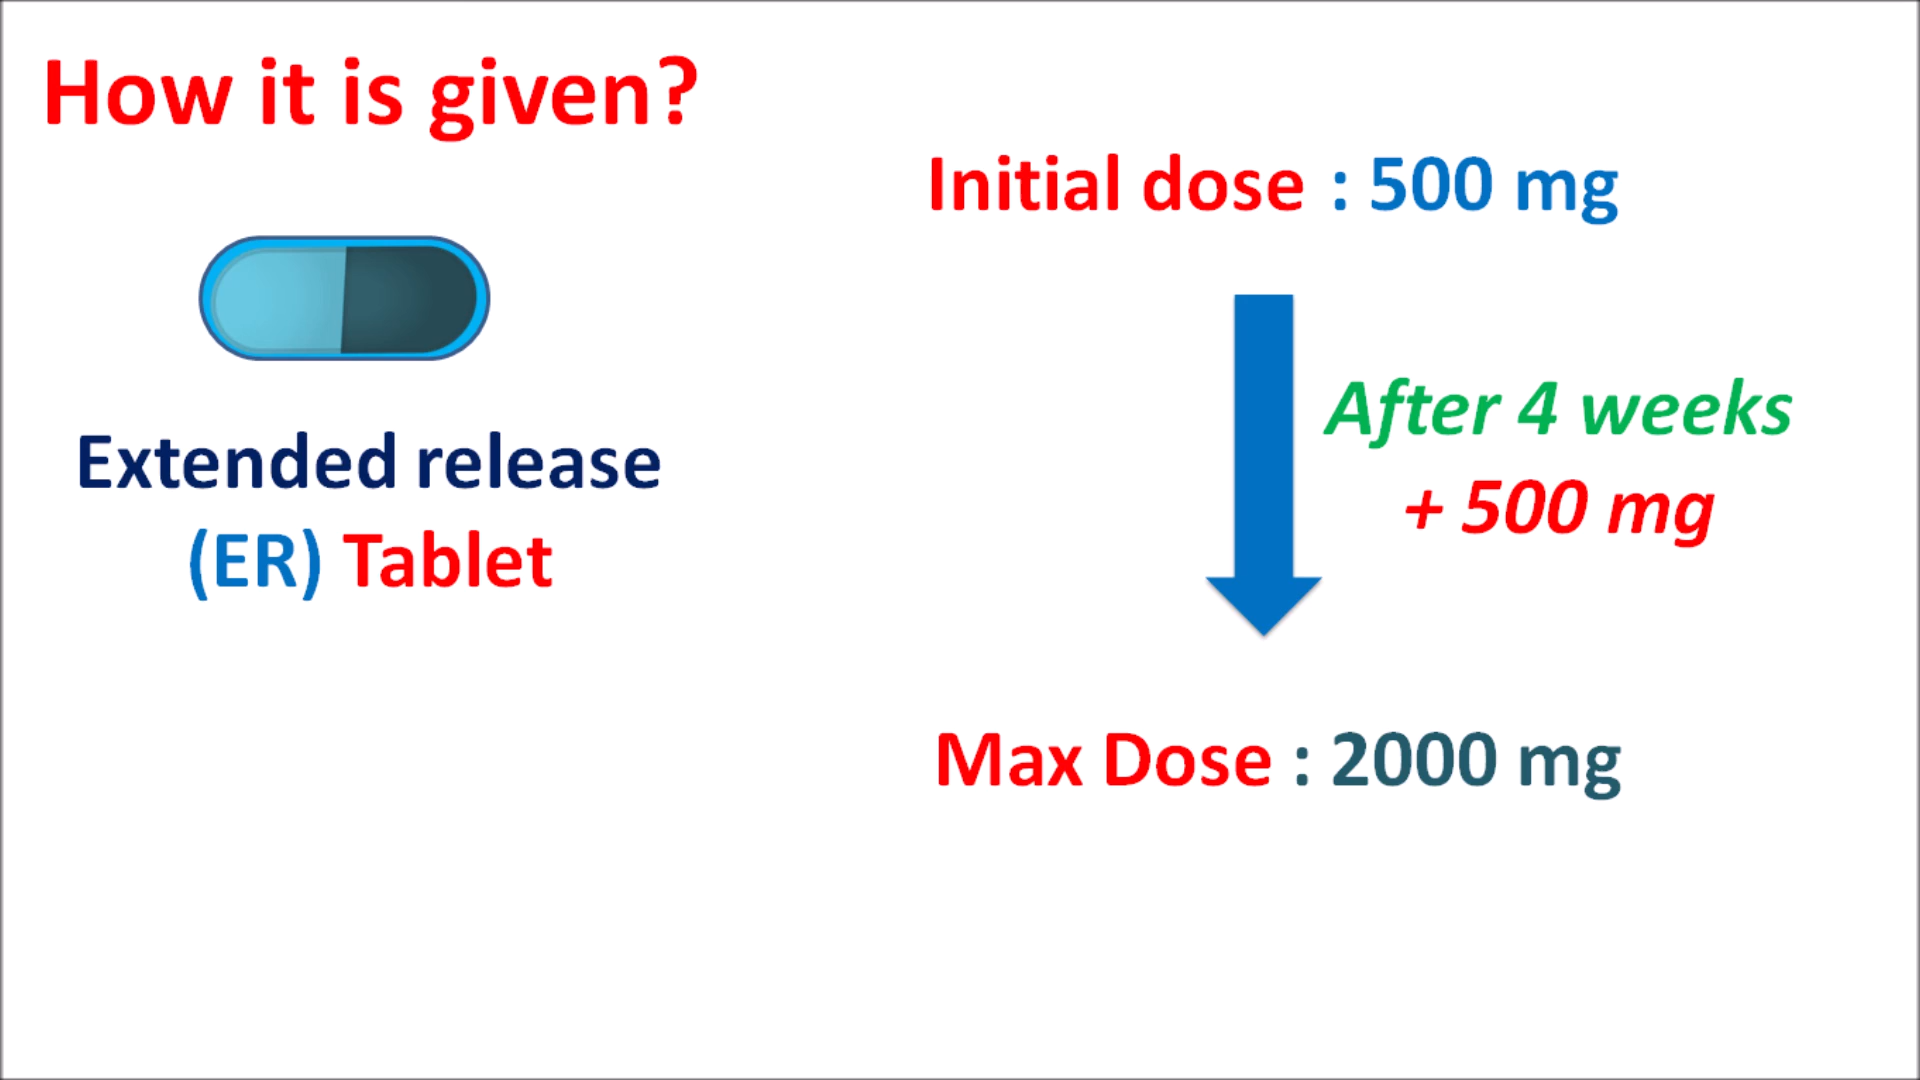 How it is given?
Extended release
(ER) Tablet
Initial dose : 500 mg
After 4 weeks
+ 500 mg
Max Dose : 2000 mg